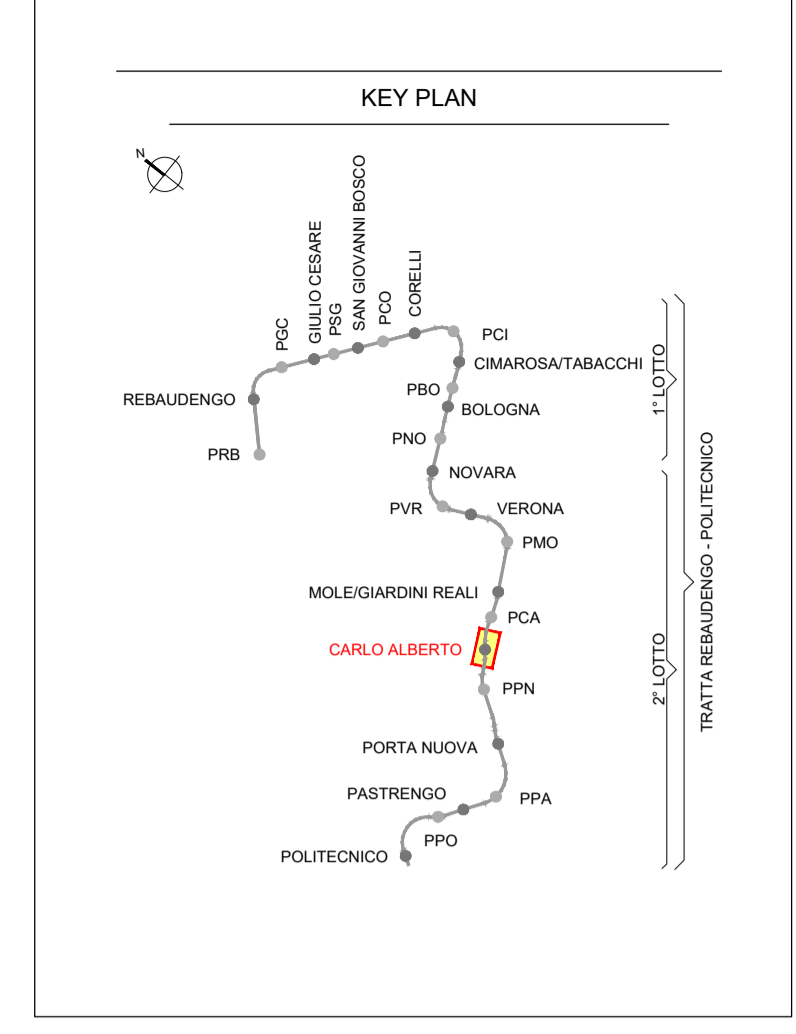 KEY PLAN
N
PGC
GIULIO CESARE
PSG
SAN GIOVANNI BOSCO
PCO
CORELLI
PCI
CIMAROSA/TABACCHI
REBAUDENGO
PBO
BOLOGNA
PNO
PRB
NOVARA
PVR
VERONA
PMO
MOLE/GIARDINI REALI
PCA
CARLO ALBERTO
PPN
PORTA NUOVA
PASTRENGO
PPA
PPO
POLITECNICO
1° LOTTO
2° LOTTO
TRATTA REBAUDENGO - POLITECNICO